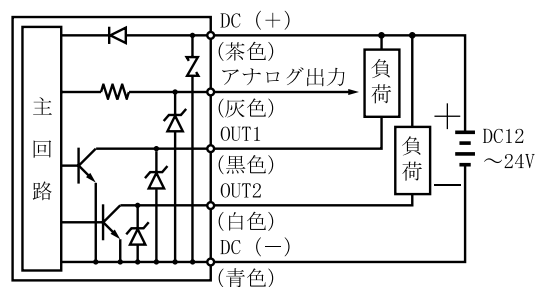 DC（＋）
（茶色）
アナログ出力
（灰色）
OUT1
（黒色）
OUT2
（白色）
DC（－）
（青色）
主回路
負荷
負荷
＋
DC12
～24V
－